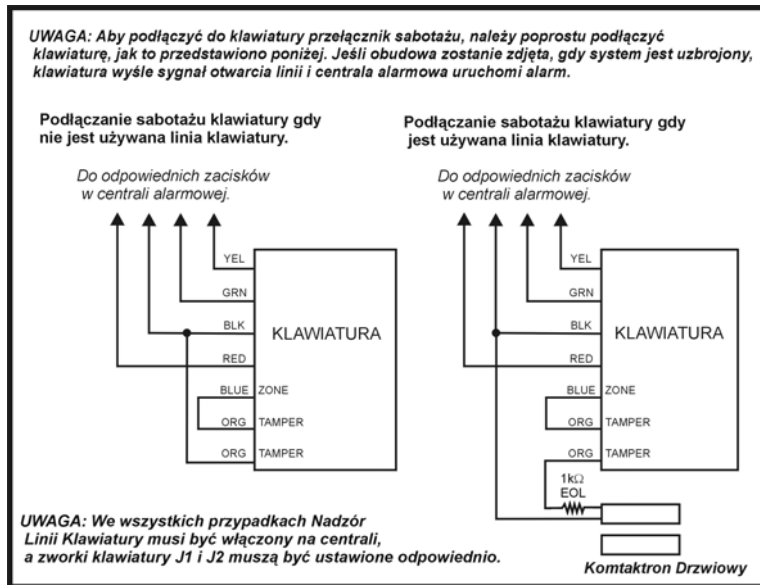 UWAGA: Aby podłączyć do klawiatury przełącznik sabotażu, należy poprostu podłączyć
klawiaturę, jak to przedstawiono poniżej. Jeśli obudowa zostanie zdjęta, gdy system jest uzbrojony,
klawiatura wyśle sygnał otwarcia linii i centrala alarmowa uruchomi alarm.
Podłączanie sabotażu klawiatury gdy
nie jest używana linia klawiatury.
Do odpowiednich zacisków
w centrali alarmowej.
YEL
GRN
BLK
KLAWIATURA
RED
BLUE ZONE
ORG TAMPER
ORG TAMPER
Podłączanie sabotażu klawiatury gdy
jest używana linia klawiatury.
Do odpowiednich zacisków
w centrali alarmowej.
YEL
GRN
BLK
KLAWIATURA
RED
BLUE ZONE
ORG TAMPER
ORG TAMPER
1kΩ
EOL
Komtaktron Drzwiowy
UWAGA: We wszystkich przypadkach Nadzór
Linii Klawiatury musi być włączony na centrali,
a zworki klawiatury J1 i J2 muszą być ustawione odpowiednio.